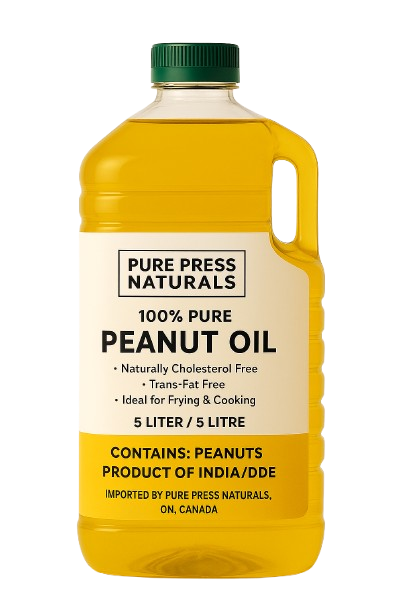 PURE PRESS
NATURALS
100% PURE
PEANUT OIL
• Naturally Cholesterol Free
• Trans-Fat Free
• Ideal for Frying & Cooking
5 LITER / 5 LITRE
CONTAINS: PEANUTS
PRODUCT OF INDIA/DDE
IMPORTED BY PURE PRESS NATURALS,
ON, CANADA